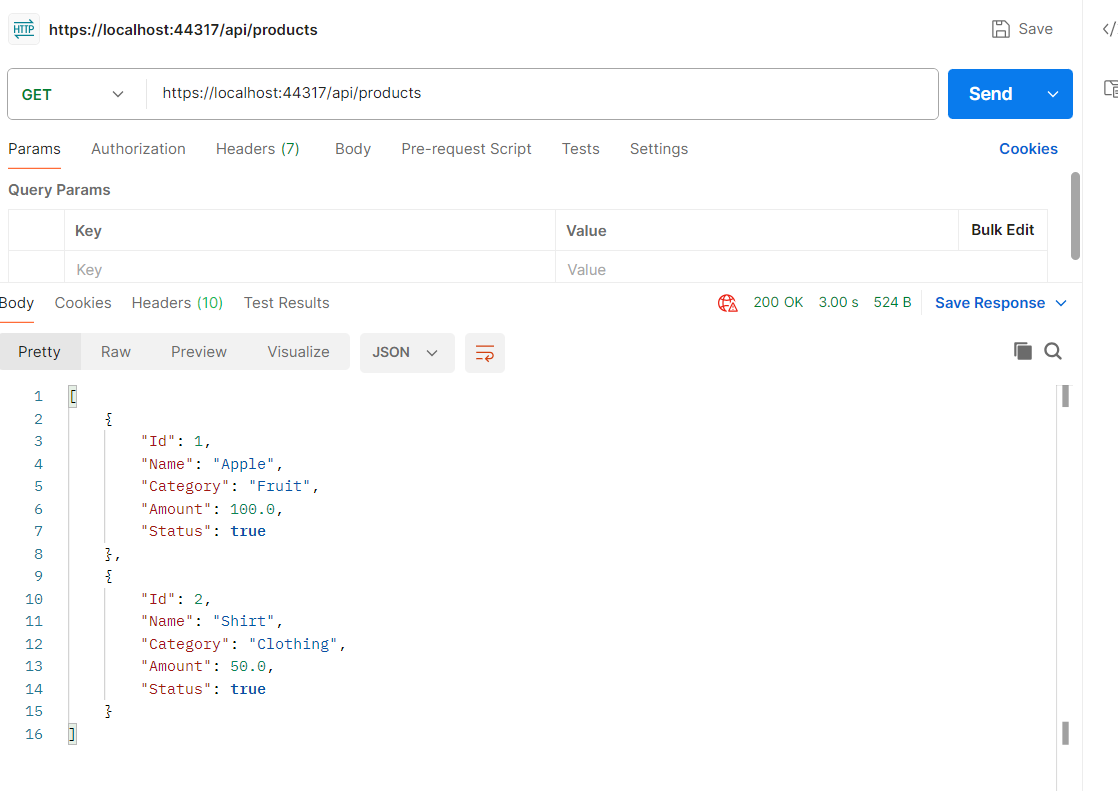 HTTP https://localhost:44317/api/products Save
GET https://localhost:44317/api/products Send
Params Authorization Headers (7) Body Pre-request Script Tests Settings Cookies
Query Params
Key Value Bulk Edit
Key Value
Body Cookies Headers (10) Test Results 200 OK 3.00 s 524 B Save Response
Pretty Raw Preview Visualize JSON
1 [
2 {
3 "Id": 1,
4 "Name": "Apple",
5 "Category": "Fruit",
6 "Amount": 100.0,
7 "Status": true
8 },
9 {
10 "Id": 2,
11 "Name": "Shirt",
12 "Category": "Clothing",
13 "Amount": 50.0,
14 "Status": true
15 }
16 ]